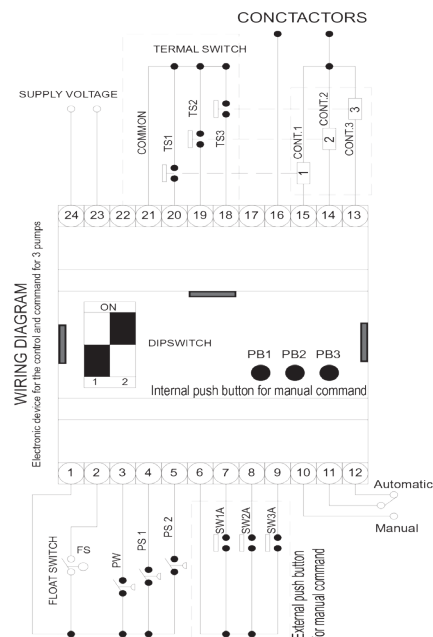 CONCTACTORS
TERMAL SWITCH
SUPPLY VOLTAGE
COMMON
TS1
TS2
TS3
CONT.1
CONT.2
CONT.3
1
2
3
24 23 22 21 20 19 18 17 16 15 14 13
WIRING DIAGRAM
Electronic device for the control and command for 3 pumps
ON
1 2
DIPSWITCH
PB1 PB2 PB3
Internal push button for manual command
1 2 3 4 5 6 7 8 9 10 11 12
Automatic
Manual
FLOAT SWITCH
FS
PW
PS 1
PS 2
SW1A
SW2A
SW3A
External push button
for manual command